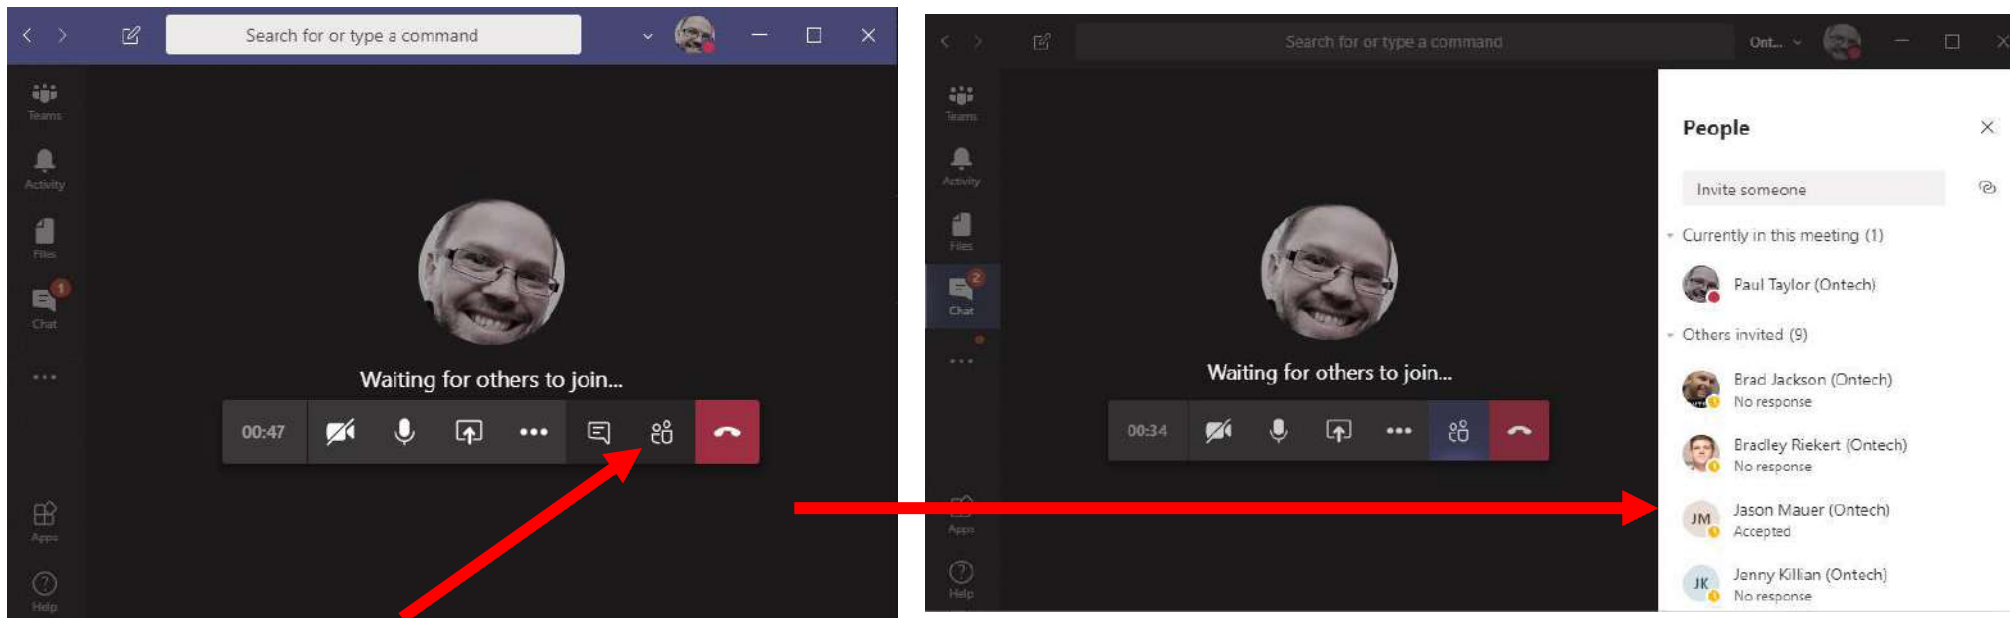 Search for or type a command
Teams
Activity
Files
1
Chat
Waiting for others to join...
00:47
Apps
Help
Search for or type a command
Ont...
Teams
Activity
Files
2
Chat
Waiting for others to join...
00:34
Apps
Help
People
Invite someone
Currently in this meeting (1)
Paul Taylor (Ontech)
Others invited (9)
Brad Jackson (Ontech)
No response
Bradley Riekert (Ontech)
No response
JM
Jason Mauer (Ontech)
Accepted
JK
Jenny Killian (Ontech)
No response